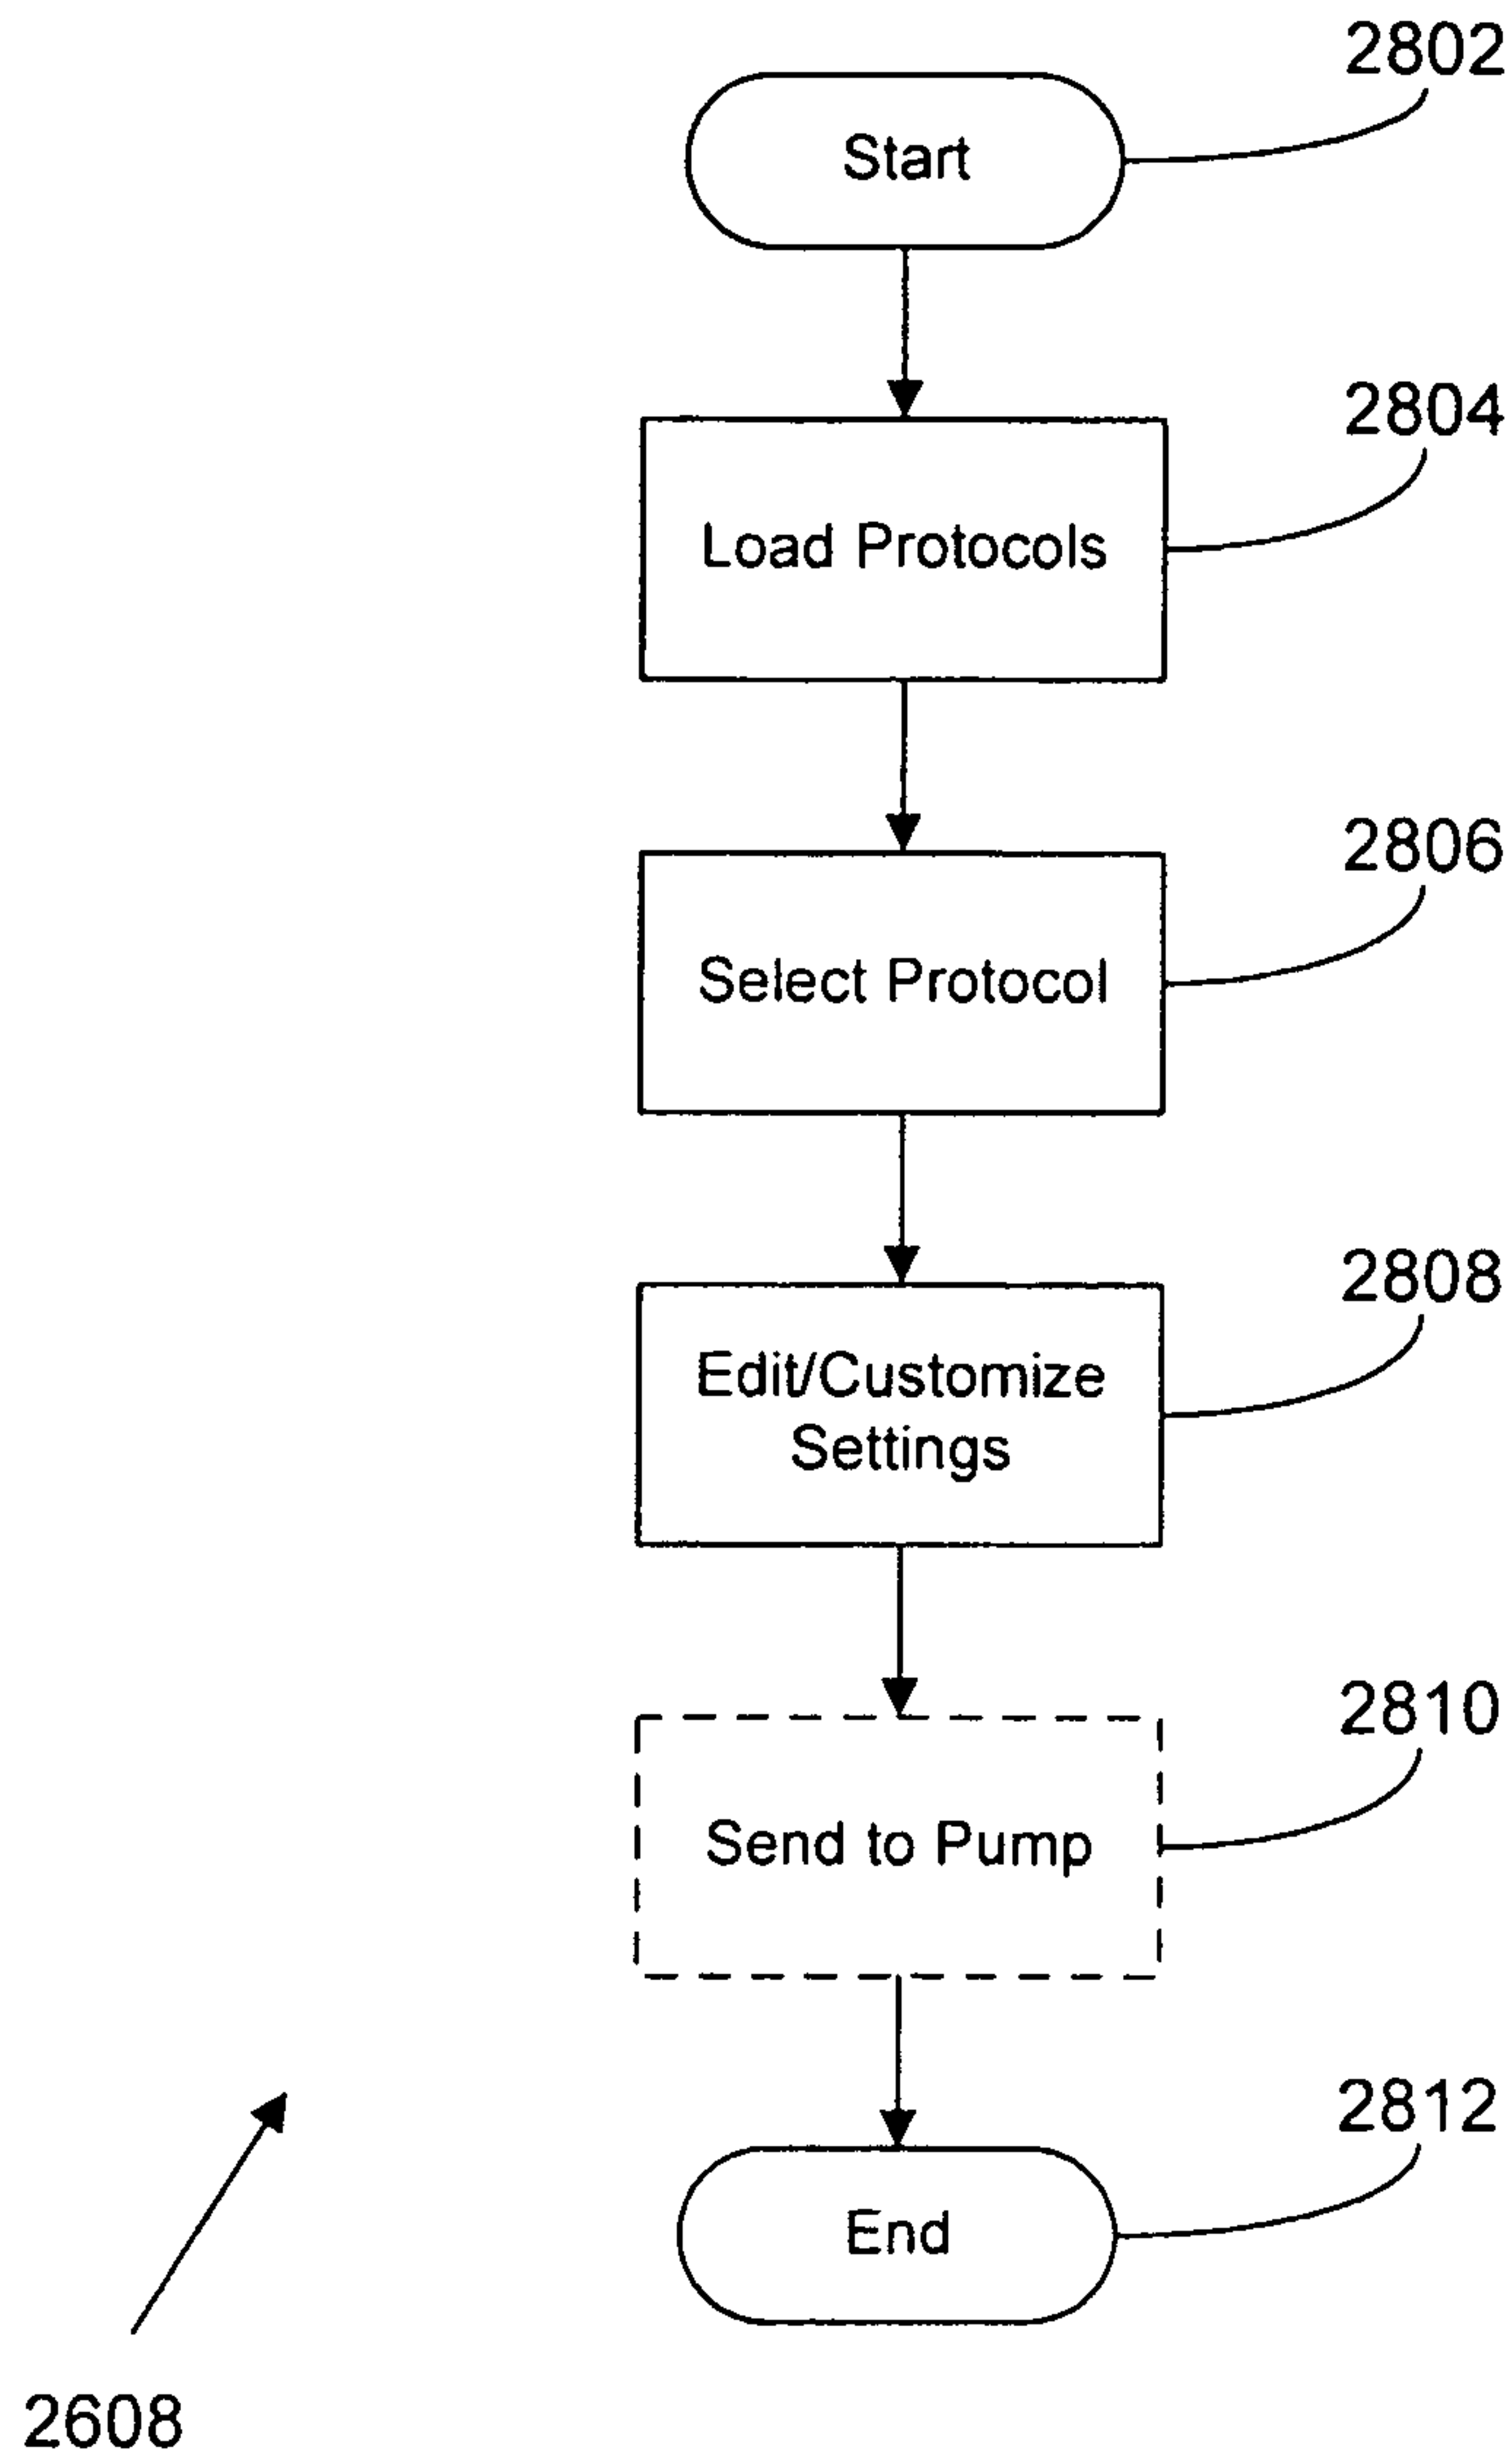 2802
Start
2804
Load Protocols
2806
Select Protocol
2808
Edit/Customize
Settings
2810
Send to Pump
2812
End
2608